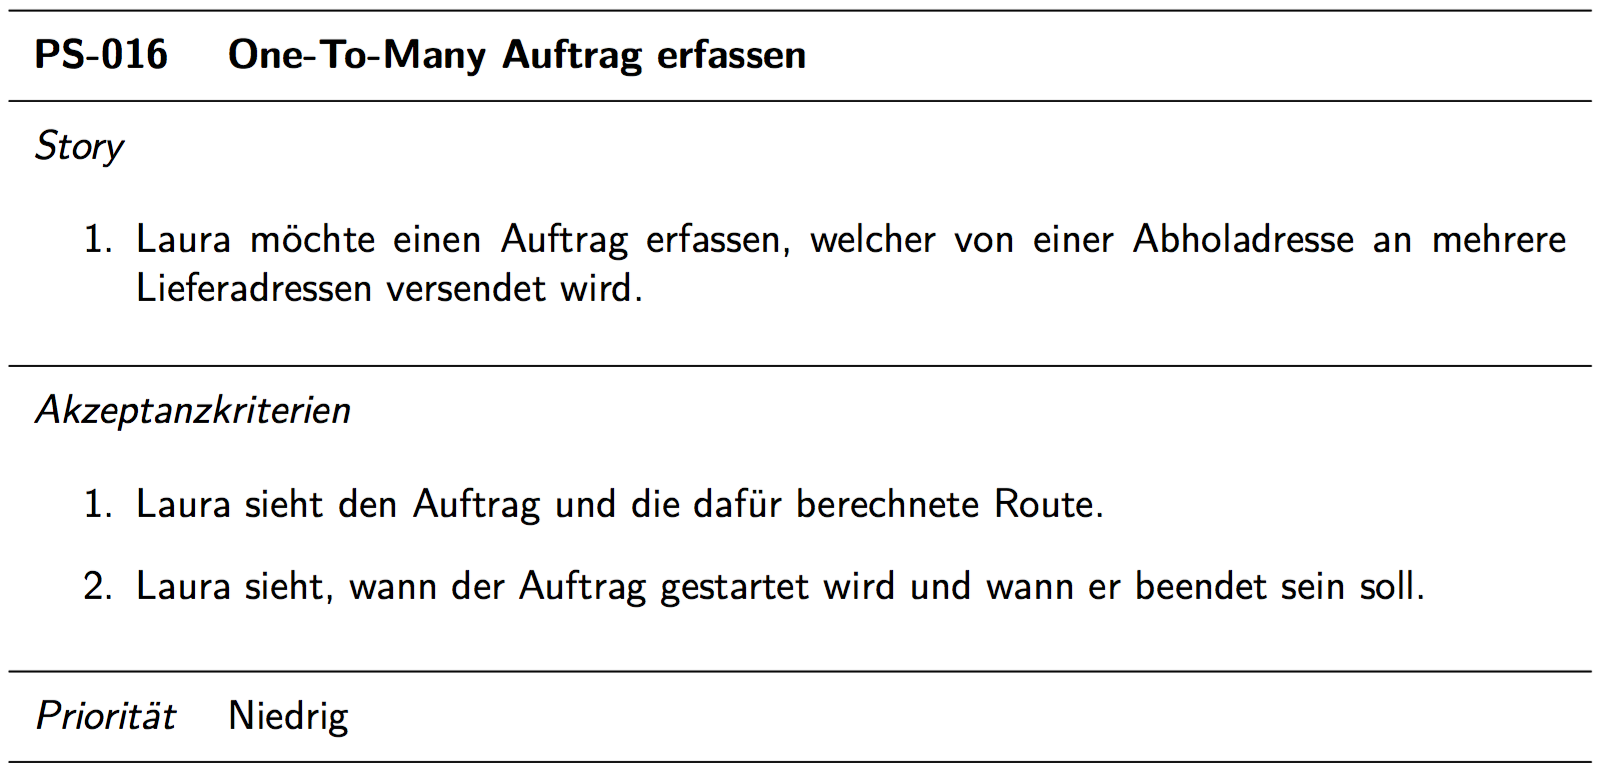 PS-016 One-To-Many Auftrag erfassen
Story
1. Laura möchte einen Auftrag erfassen, welcher von einer Abholadresse an mehrere
Lieferadressen versendet wird.
Akzeptanzkriterien
1. Laura sieht den Auftrag und die dafür berechnete Route.
2. Laura sieht, wann der Auftrag gestartet wird und wann er beendet sein soll.
Priorität Niedrig